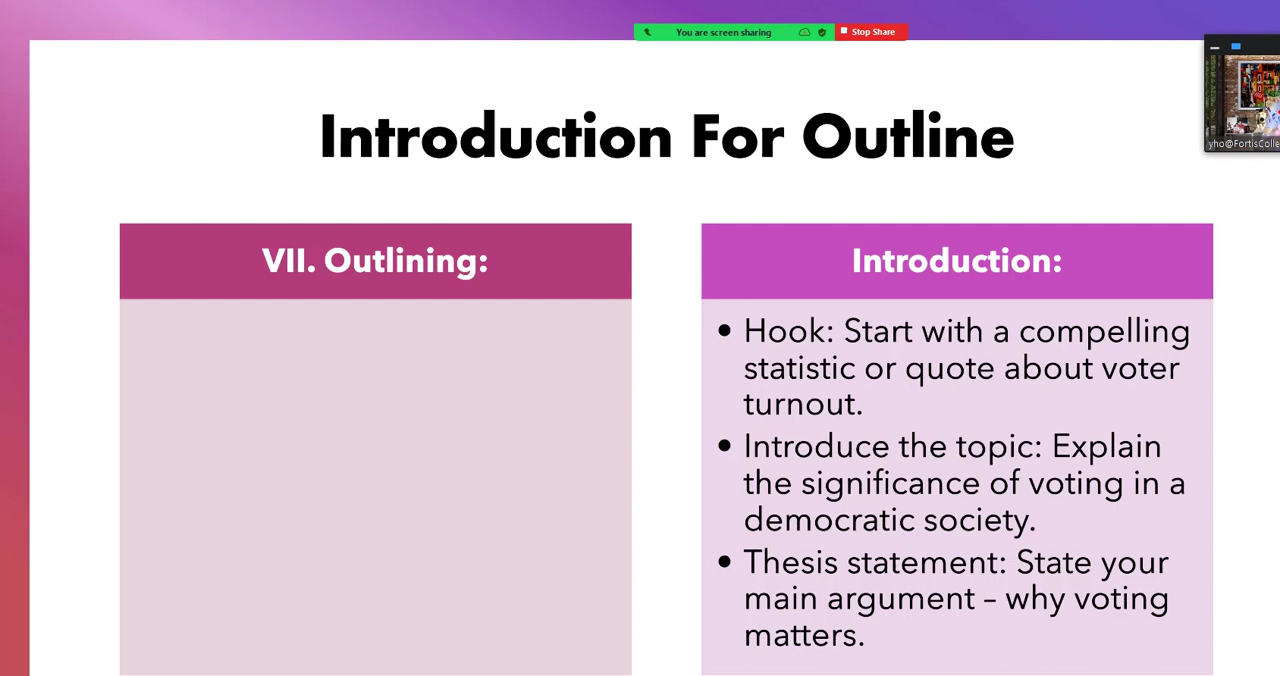 You are screen sharing
Stop Share
Introduction For Outline
VII. Outlining:
Introduction:
• Hook: Start with a compelling
statistic or quote about voter
turnout.
• Introduce the topic: Explain
the significance of voting in a
democratic society.
• Thesis statement: State your
main argument – why voting
matters.
yho@FortisColle